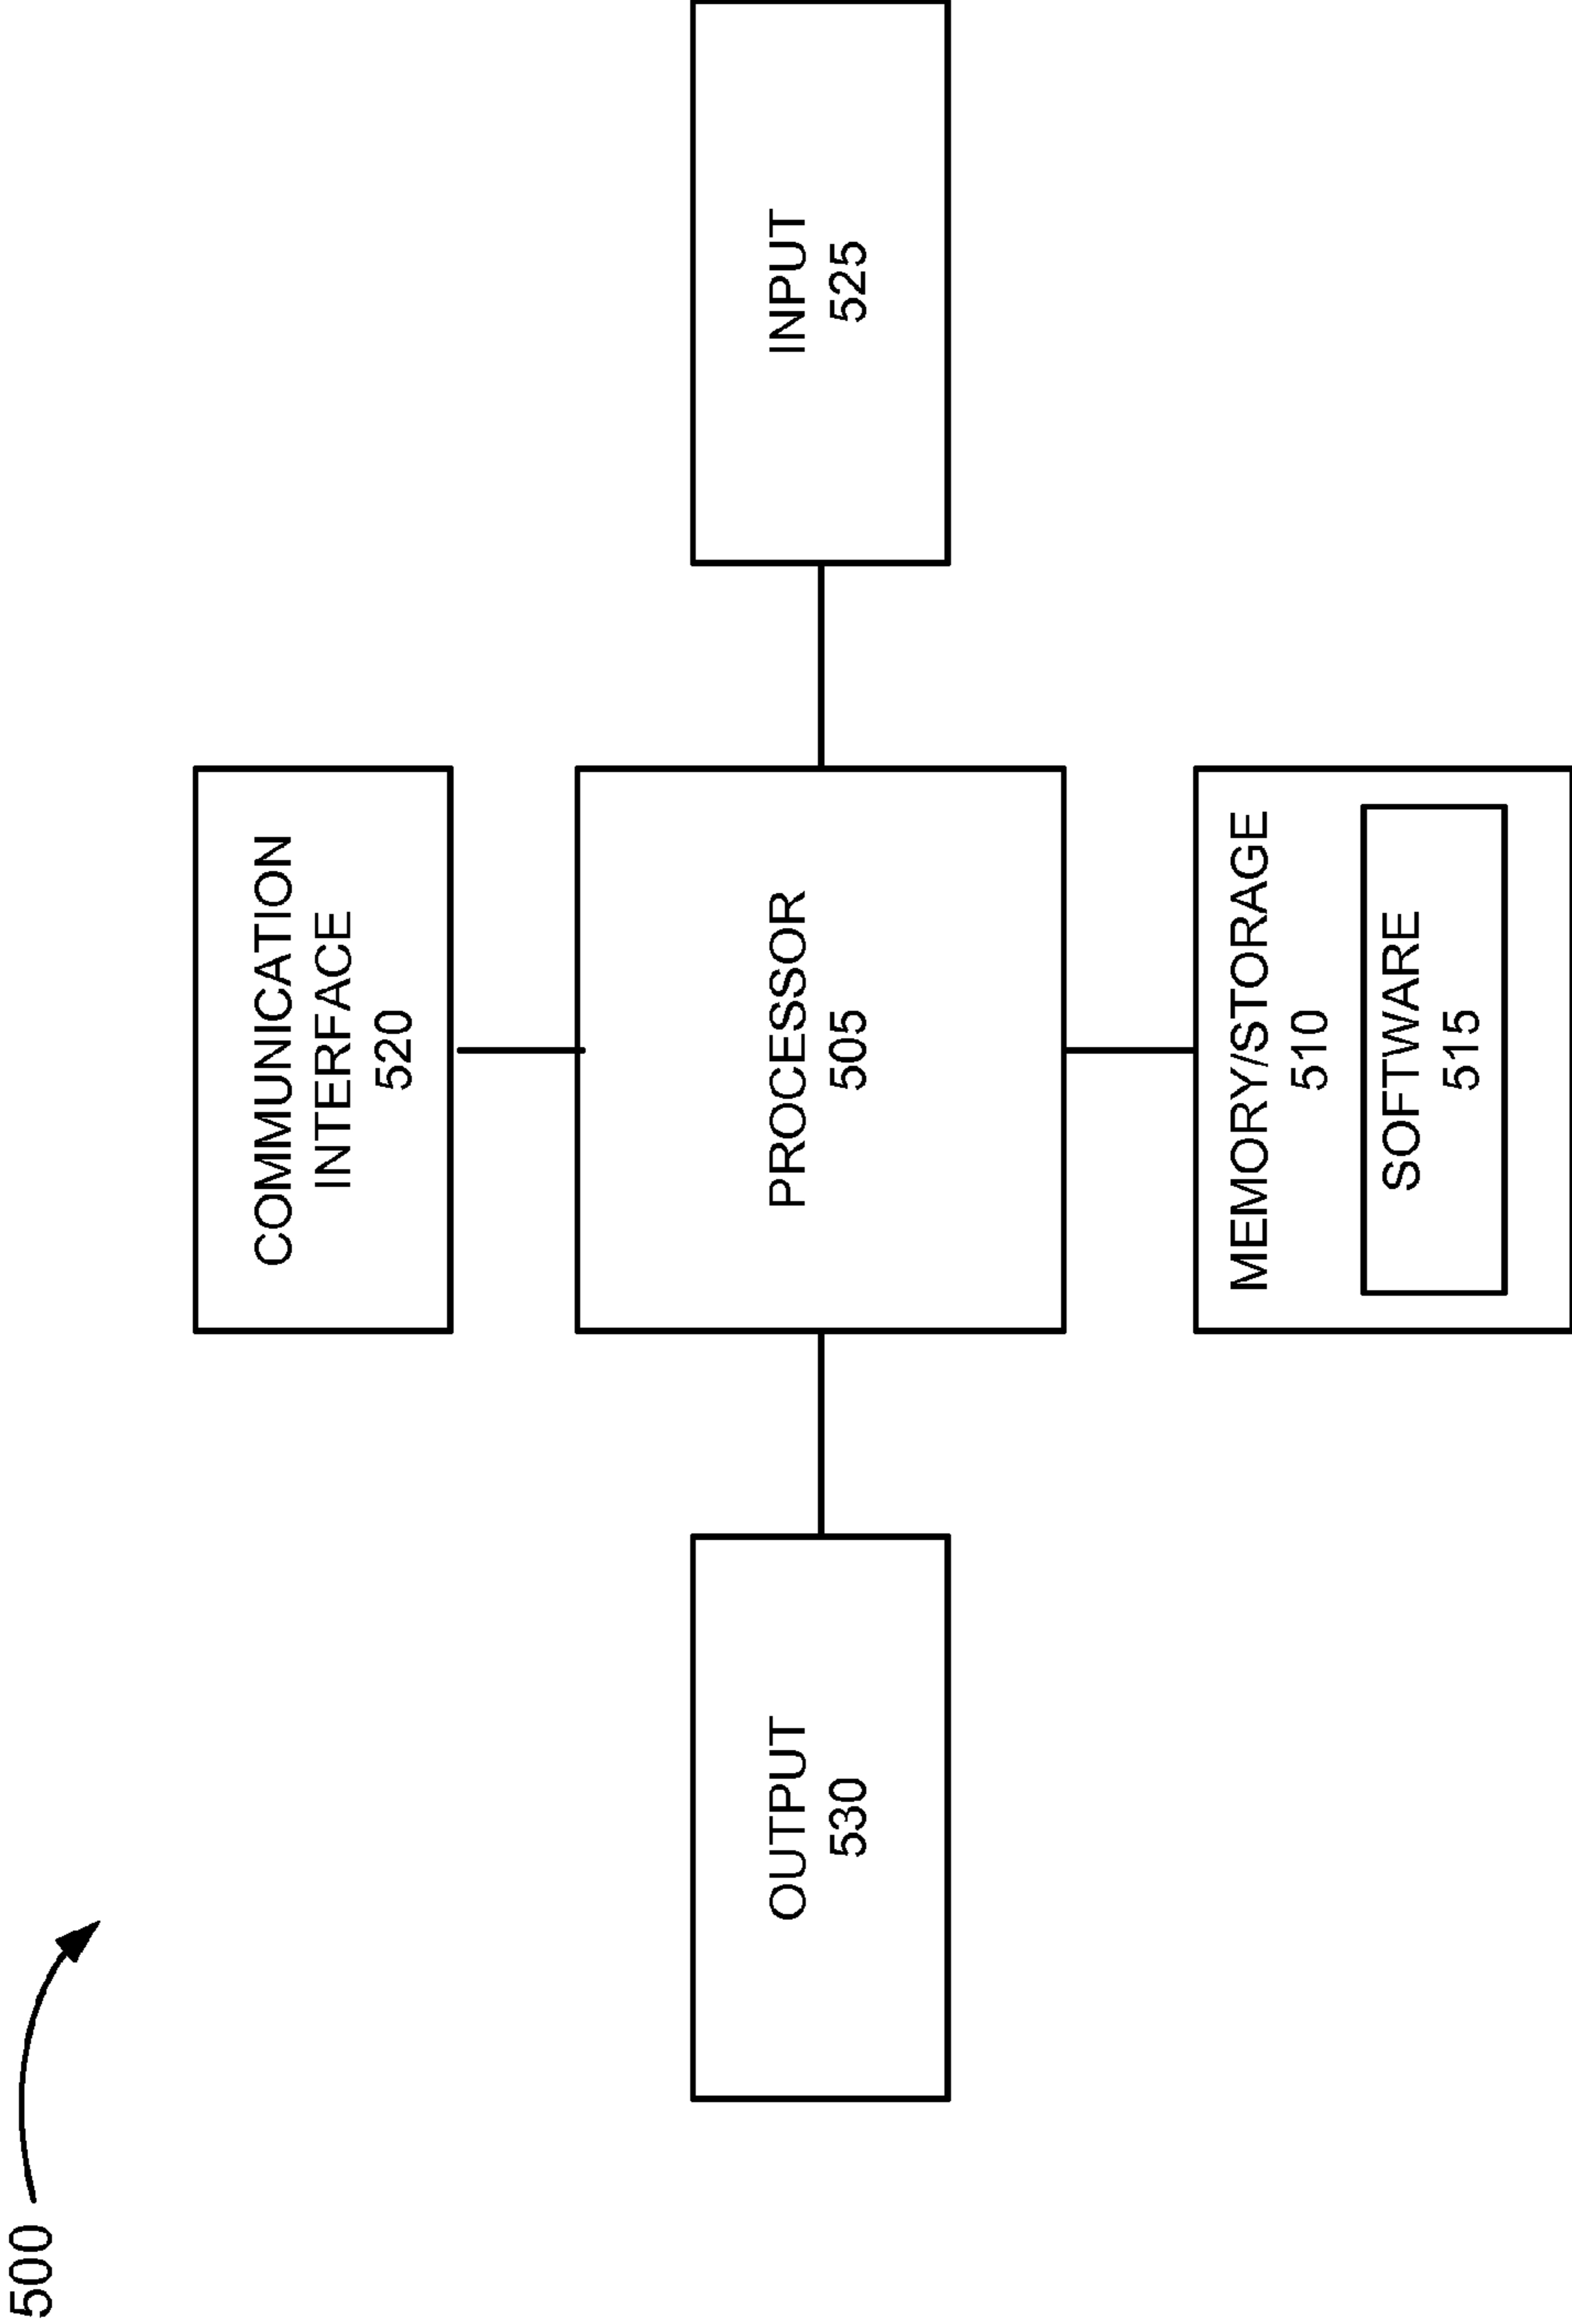 500
COMMUNICATION
INTERFACE
520
OUTPUT
530
PROCESSOR
505
INPUT
525
MEMORY/STORAGE
510
SOFTWARE
515